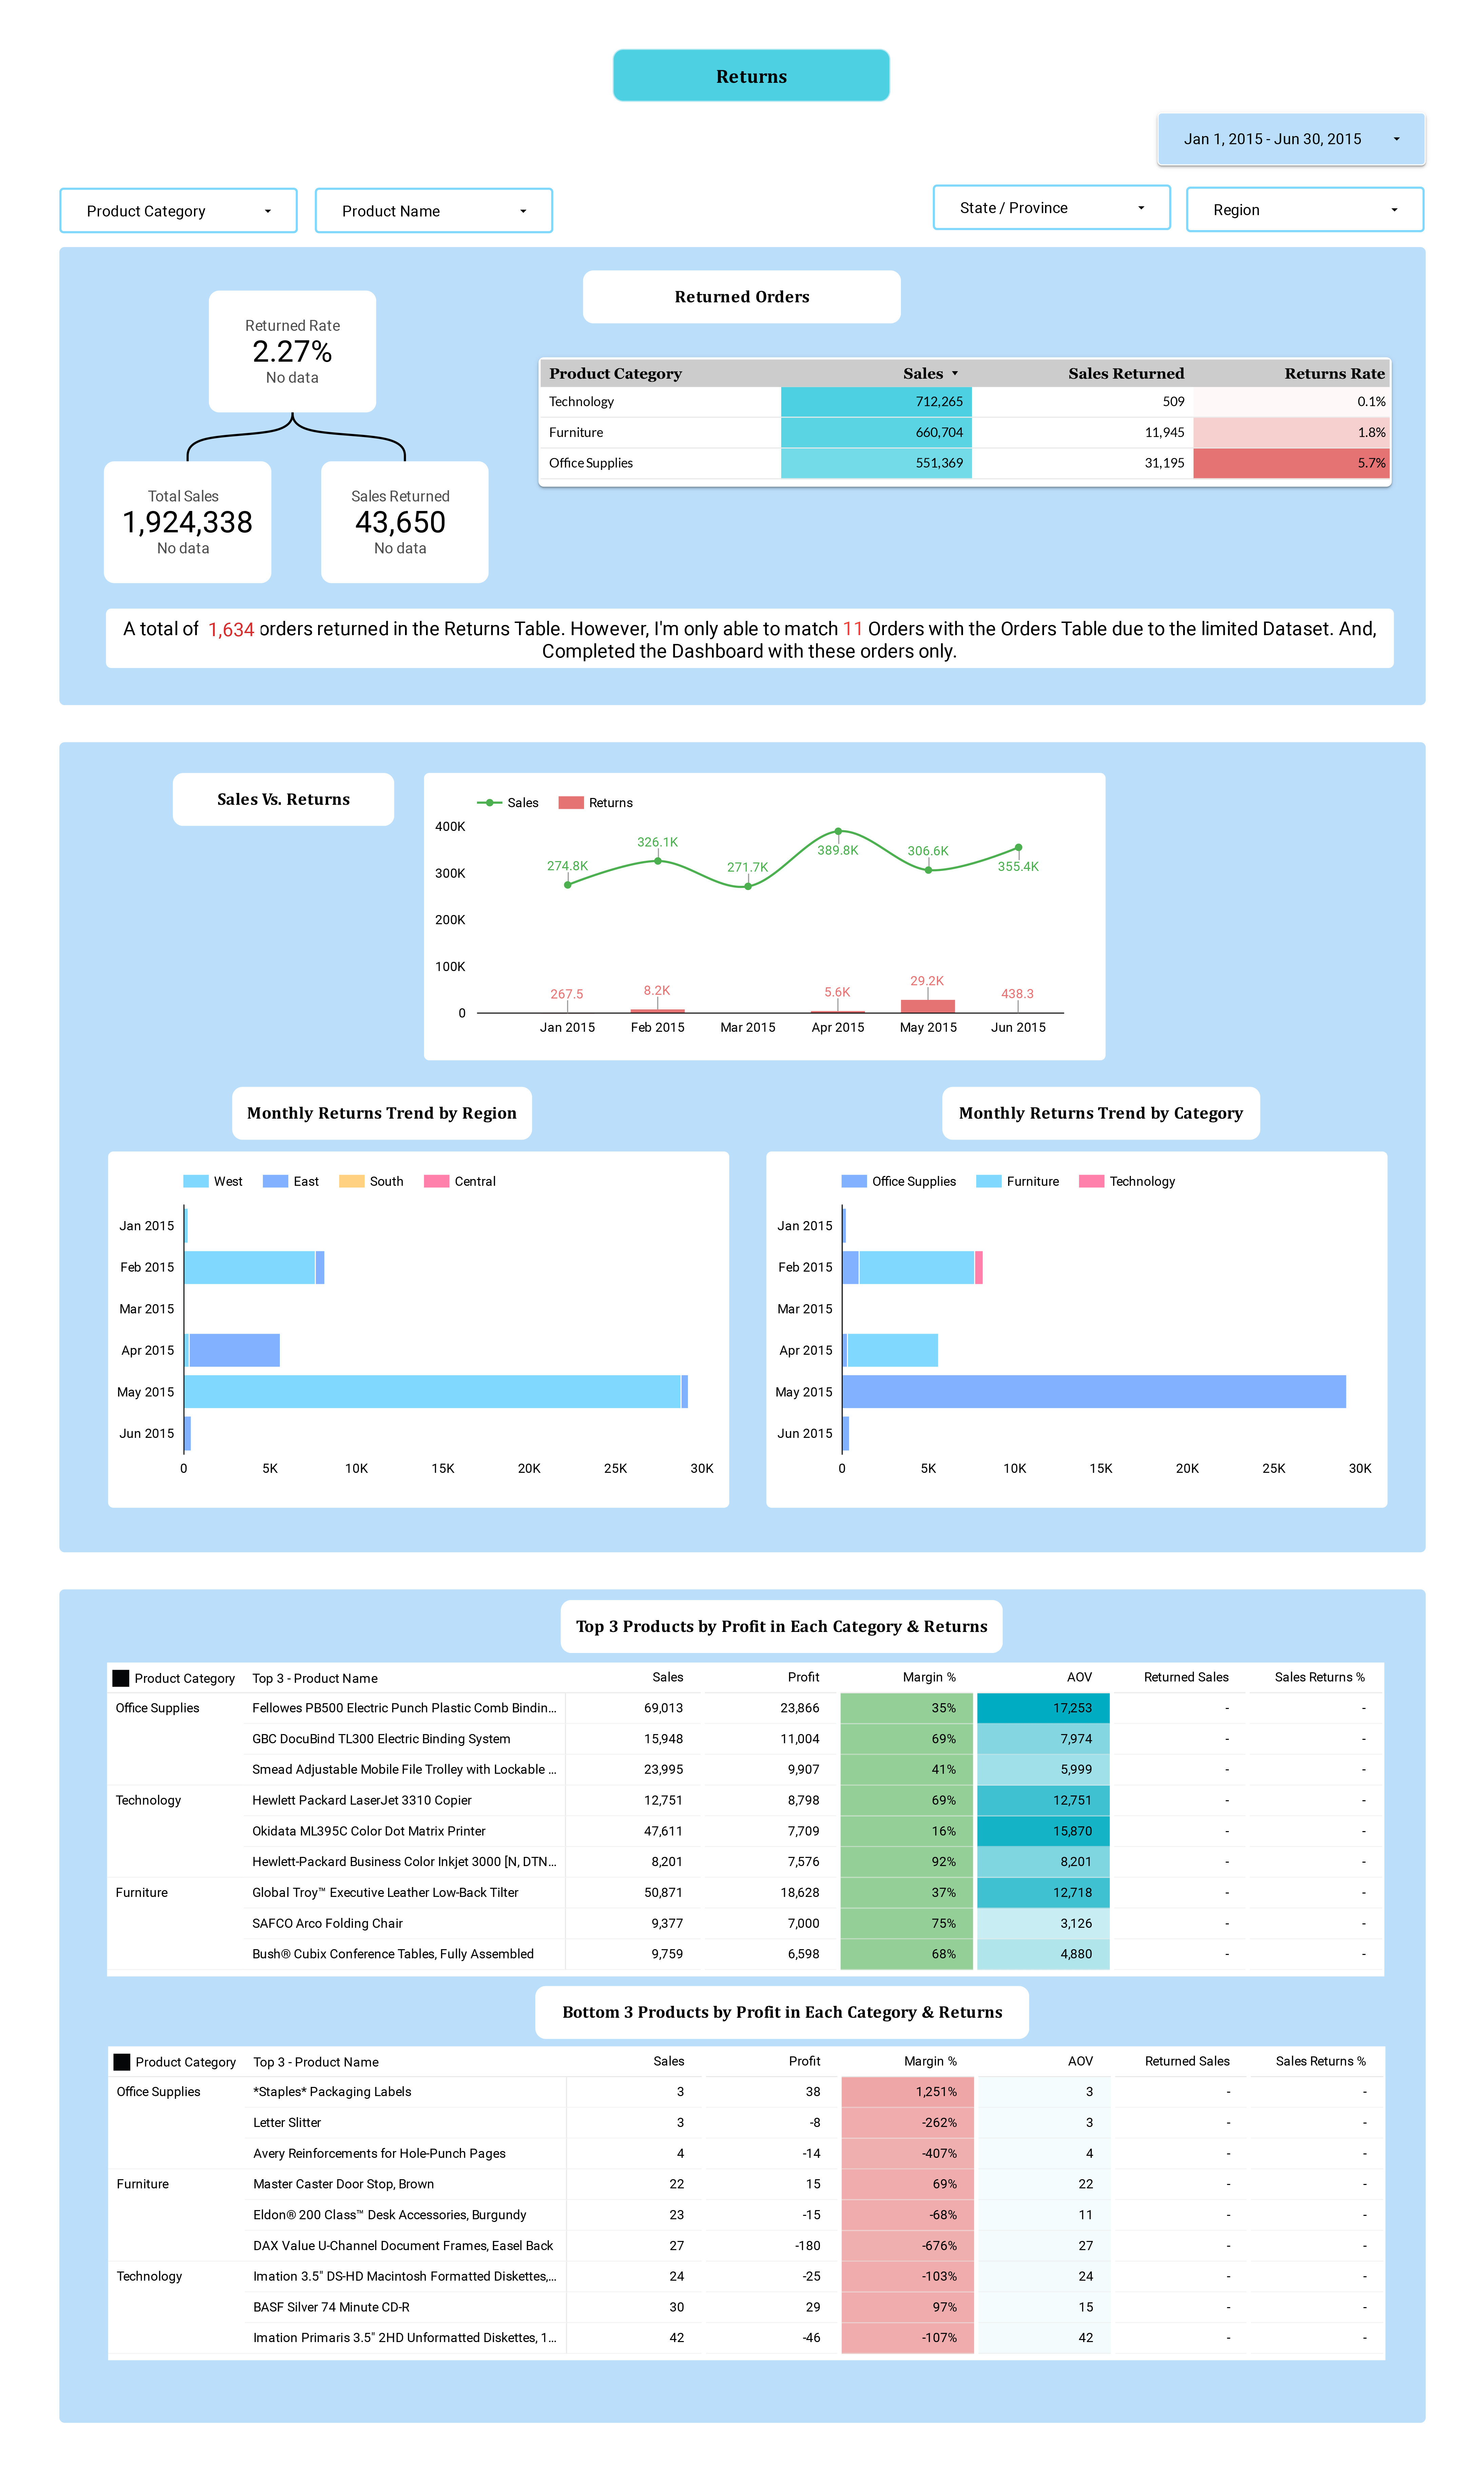 Returns
Jan 1, 2015 - Jun 30, 2015
Product Category
Product Name
State / Province
Region
Returned Orders
Returned Rate
2.27%
No data
Total Sales
1,924,338
No data
Sales Returned
43,650
No data
Product Category Sales Sales Returned Returns Rate
Technology 712,265 509 0.1%
Furniture 660,704 11,945 1.8%
Office Supplies 551,369 31,195 5.7%
A total of 1,634 orders returned in the Returns Table. However, I'm only able to match 11 Orders with the Orders Table due to the limited Dataset. And,
Completed the Dashboard with these orders only.
Sales Vs. Returns
Sales Returns
400K
300K
200K
100K
0
274.8K 326.1K 271.7K 389.8K 306.6K 355.4K
267.5 8.2K 5.6K 29.2K 438.3
Jan 2015 Feb 2015 Mar 2015 Apr 2015 May 2015 Jun 2015
Monthly Returns Trend by Region
West East South Central
Jan 2015
Feb 2015
Mar 2015
Apr 2015
May 2015
Jun 2015
0 5K 10K 15K 20K 25K 30K
Monthly Returns Trend by Category
Office Supplies Furniture Technology
Jan 2015
Feb 2015
Mar 2015
Apr 2015
May 2015
Jun 2015
0 5K 10K 15K 20K 25K 30K
Top 3 Products by Profit in Each Category & Returns
Product Category Top 3 - Product Name Sales Profit Margin % AOV Returned Sales Sales Returns %
Office Supplies Fellowes PB500 Electric Punch Plastic Comb Bindin... 69,013 23,866 35% 17,253 - -
GBC DocuBind TL300 Electric Binding System 15,948 11,004 69% 7,974 - -
Smead Adjustable Mobile File Trolley with Lockable ... 23,995 9,907 41% 5,999 - -
Technology Hewlett Packard LaserJet 3310 Copier 12,751 8,798 69% 12,751 - -
Okidata ML395C Color Dot Matrix Printer 47,611 7,709 16% 15,870 - -
Hewlett-Packard Business Color Inkjet 3000 [N, DTN... 8,201 7,576 92% 8,201 - -
Furniture Global Troy™ Executive Leather Low-Back Tilter 50,871 18,628 37% 12,718 - -
SAFCO Arco Folding Chair 9,377 7,000 75% 3,126 - -
Bush® Cubix Conference Tables, Fully Assembled 9,759 6,598 68% 4,880 - -
Bottom 3 Products by Profit in Each Category & Returns
Product Category Top 3 - Product Name Sales Profit Margin % AOV Returned Sales Sales Returns %
Office Supplies *Staples* Packaging Labels 3 38 1,251% 3 - -
Letter Slitter 3 -8 -262% 3 - -
Avery Reinforcements for Hole-Punch Pages 4 -14 -407% 4 - -
Furniture Master Caster Door Stop, Brown 22 15 69% 22 - -
Eldon® 200 Class™ Desk Accessories, Burgundy 23 -15 -68% 11 - -
DAX Value U-Channel Document Frames, Easel Back 27 -180 -676% 27 - -
Technology Imation 3.5" DS-HD Macintosh Formatted Diskettes,... 24 -25 -103% 24 - -
BASF Silver 74 Minute CD-R 30 29 97% 15 - -
Imation Primaris 3.5" 2HD Unformatted Diskettes, 1... 42 -46 -107% 42 - -